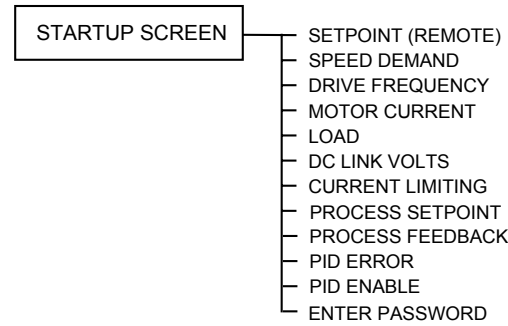 STARTUP SCREEN
SETPOINT (REMOTE)
SPEED DEMAND
DRIVE FREQUENCY
MOTOR CURRENT
LOAD
DC LINK VOLTS
CURRENT LIMITING
PROCESS SETPOINT
PROCESS FEEDBACK
PID ERROR
PID ENABLE
ENTER PASSWORD